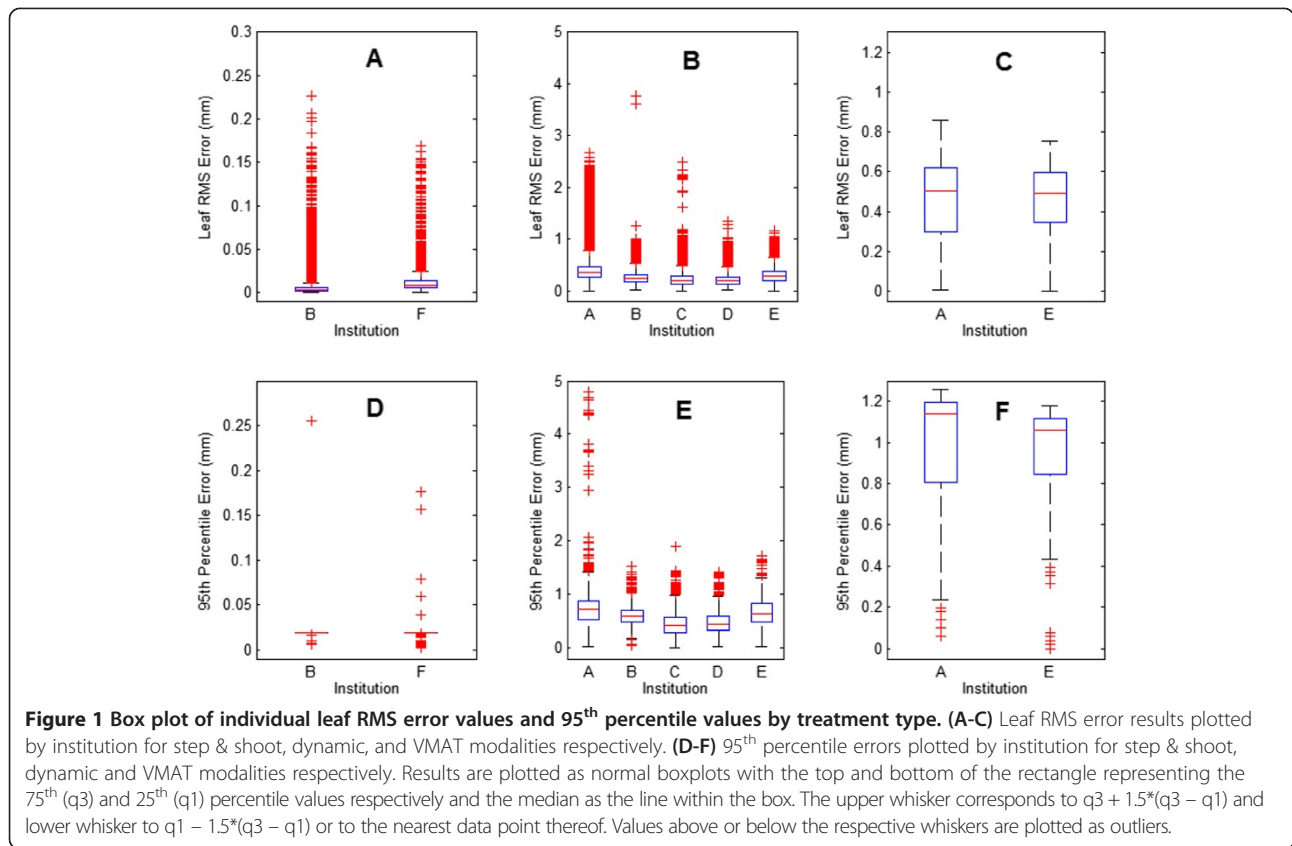 A
Leaf RMS Error (mm)
0.3
0.25
0.2
0.15
0.1
0.05
0
B F
Institution
B
Leaf RMS Error (mm)
5
4
3
2
1
0
A B C D E
Institution
C
Leaf RMS Error (mm)
1.2
1
0.8
0.6
0.4
0.2
0
A E
Institution
D
95th Percentile Error (mm)
0.25
0.2
0.15
0.1
0.05
0
B F
Institution
E
95th Percentile Error (mm)
5
4
3
2
1
0
A B C D E
Institution
F
95th Percentile Error (mm)
1.2
1
0.8
0.6
0.4
0.2
0
A E
Institution
Figure 1 Box plot of individual leaf RMS error values and 95th percentile values by treatment type. (A-C) Leaf RMS error results plotted
by institution for step & shoot, dynamic, and VMAT modalities respectively. (D-F) 95th percentile errors plotted by institution for step & shoot,
dynamic and VMAT modalities respectively. Results are plotted as normal boxplots with the top and bottom of the rectangle representing the
75th (q3) and 25th (q1) percentile values respectively and the median as the line within the box. The upper whisker corresponds to q3 + 1.5*(q3 – q1) and
lower whisker to q1 – 1.5*(q3 – q1) or to the nearest data point thereof. Values above or below the respective whiskers are plotted as outliers.